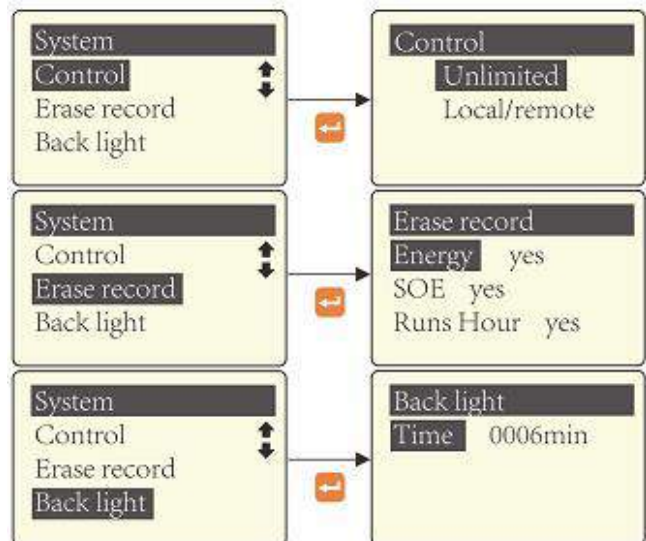 System
Control
Erase record
Back light
Control
Unlimited
Local/remote
System
Control
Erase record
Back light
Erase record
Energy yes
SOE yes
Runs Hour yes
System
Control
Erase record
Back light
Back light
Time 0006min